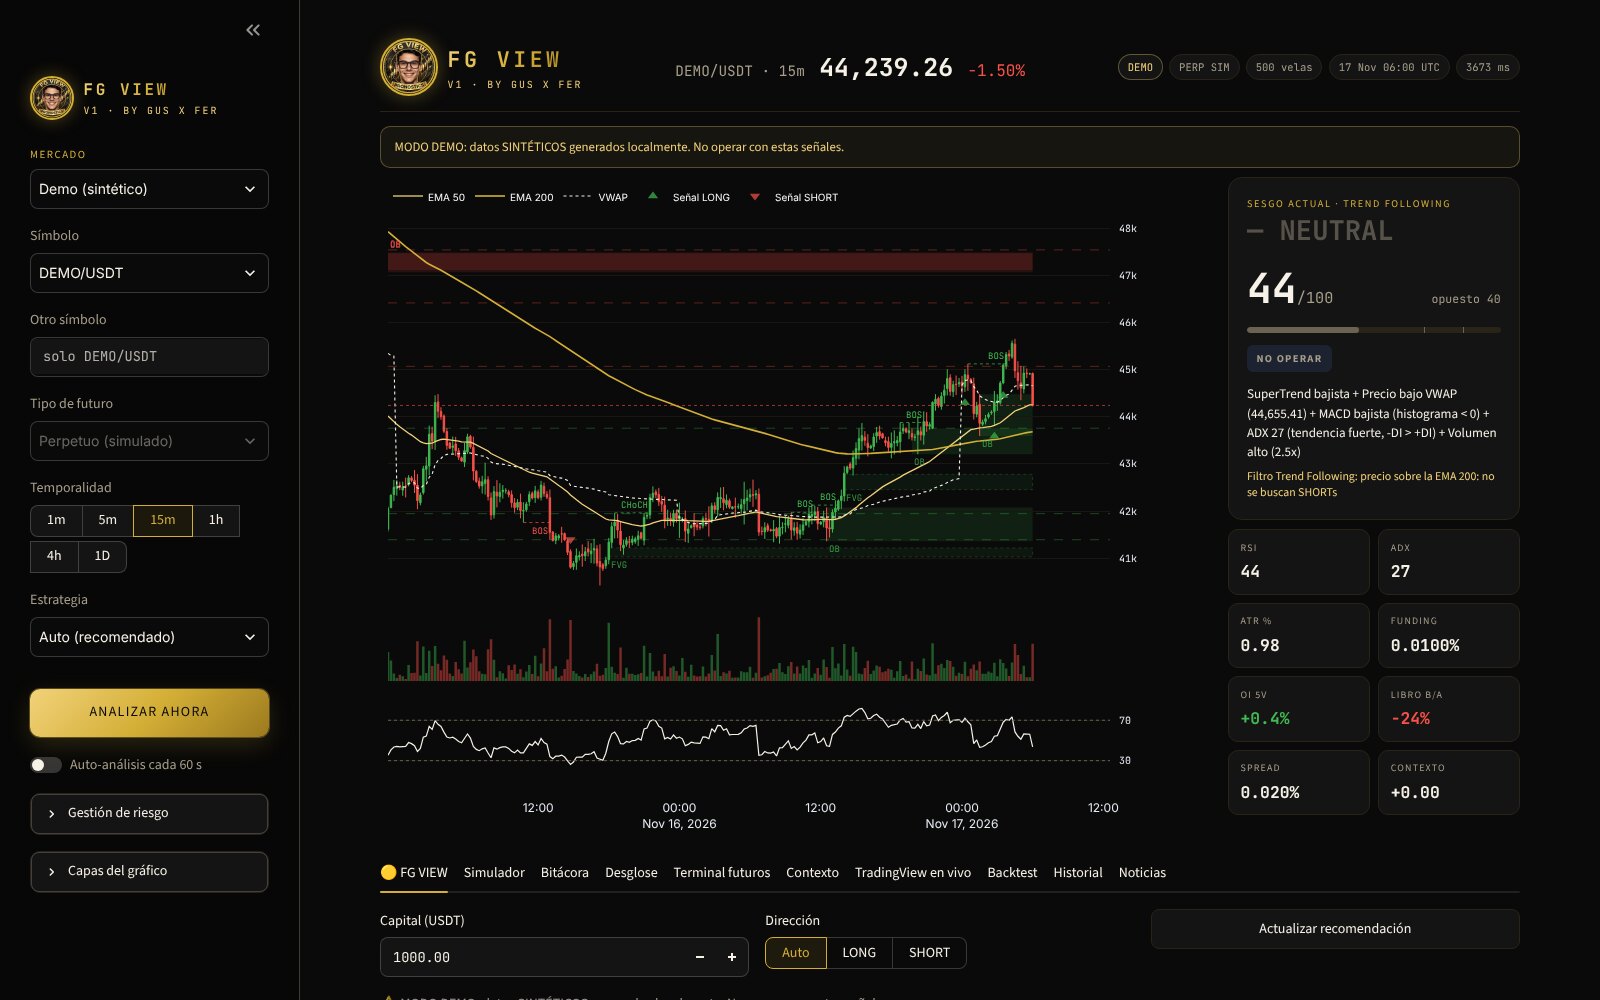 FG VIEW
V1 · BY GUS X FER
MERCADO
Demo (sintético)
Símbolo
DEMO/USDT
Otro símbolo
solo DEMO/USDT
Tipo de futuro
Perpetuo (simulado)
Temporalidad
1m 5m 15m 1h
4h 1D
Estrategia
Auto (recomendado)
ANALIZAR AHORA
Auto-análisis cada 60 s
Gestión de riesgo
Capas del gráfico
FG VIEW
FG VIEW
V1 · BY GUS X FER
DEMO/USDT · 15m 44,239.26 -1.50%
DEMO PERP SIM 500 velas 17 Nov 06:00 UTC 3673 ms
MODO DEMO: datos SINTÉTICOS generados localmente. No operar con estas señales.
EMA 50 EMA 200 VWAP Señal LONG Señal SHORT
48k
OB
47k
46k
BOS
45k
BOS
44k
OB
OB
43k
BOS
FVG
BOS
CHoCH
42k
BOS
OB
FVG
41k
70
30
12:00 00:00 12:00 00:00 12:00
Nov 16, 2026 Nov 17, 2026
SESGO ACTUAL · TREND FOLLOWING
— NEUTRAL
44/100 opuesto 40
NO OPERAR
SuperTrend bajista + Precio bajo VWAP
(44,655.41) + MACD bajista (histograma < 0) +
ADX 27 (tendencia fuerte, -DI > +DI) + Volumen
alto (2.5x)
Filtro Trend Following: precio sobre la EMA 200: no
se buscan SHORTs
RSI ADX
44 27
ATR % FUNDING
0.98 0.0100%
OI 5V LIBRO B/A
+0.4% -24%
SPREAD CONTEXTO
0.020% +0.00
FG VIEW Simulador Bitácora Desglose Terminal futuros Contexto TradingView en vivo Backtest Historial Noticias
Capital (USDT) Dirección
1000.00 − + Auto LONG SHORT
Actualizar recomendación